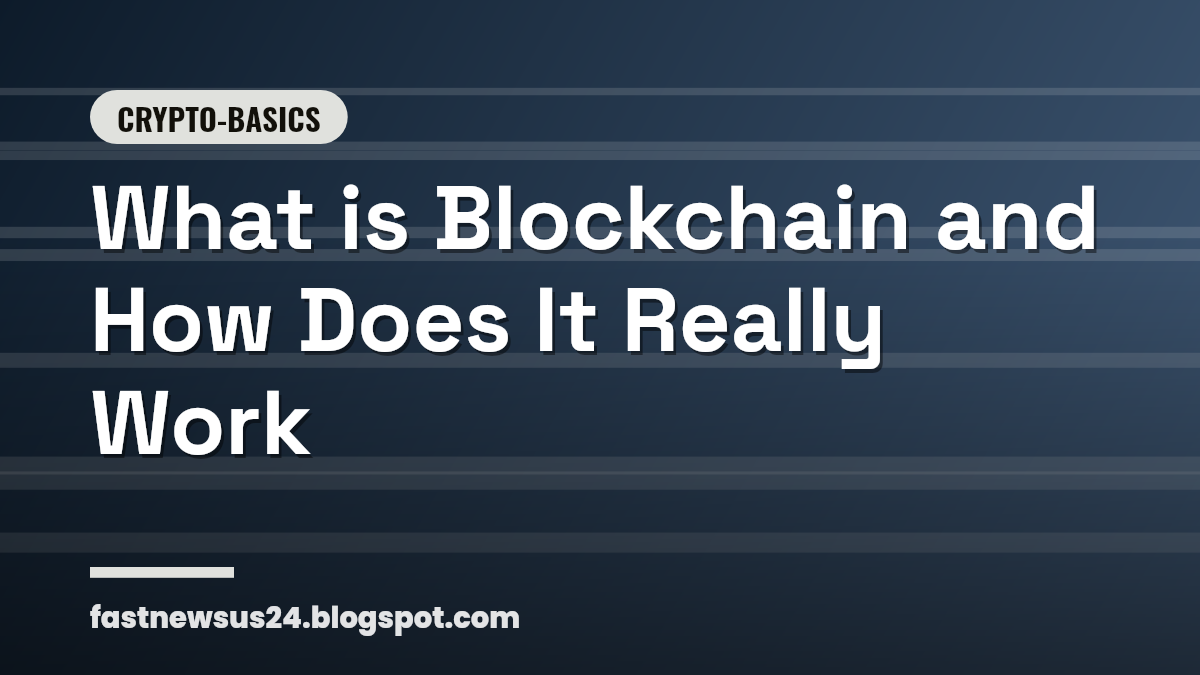 CRYPTO-BASICS
What is Blockchain and
How Does It Really
Work
fastnewsus24.blogspot.com